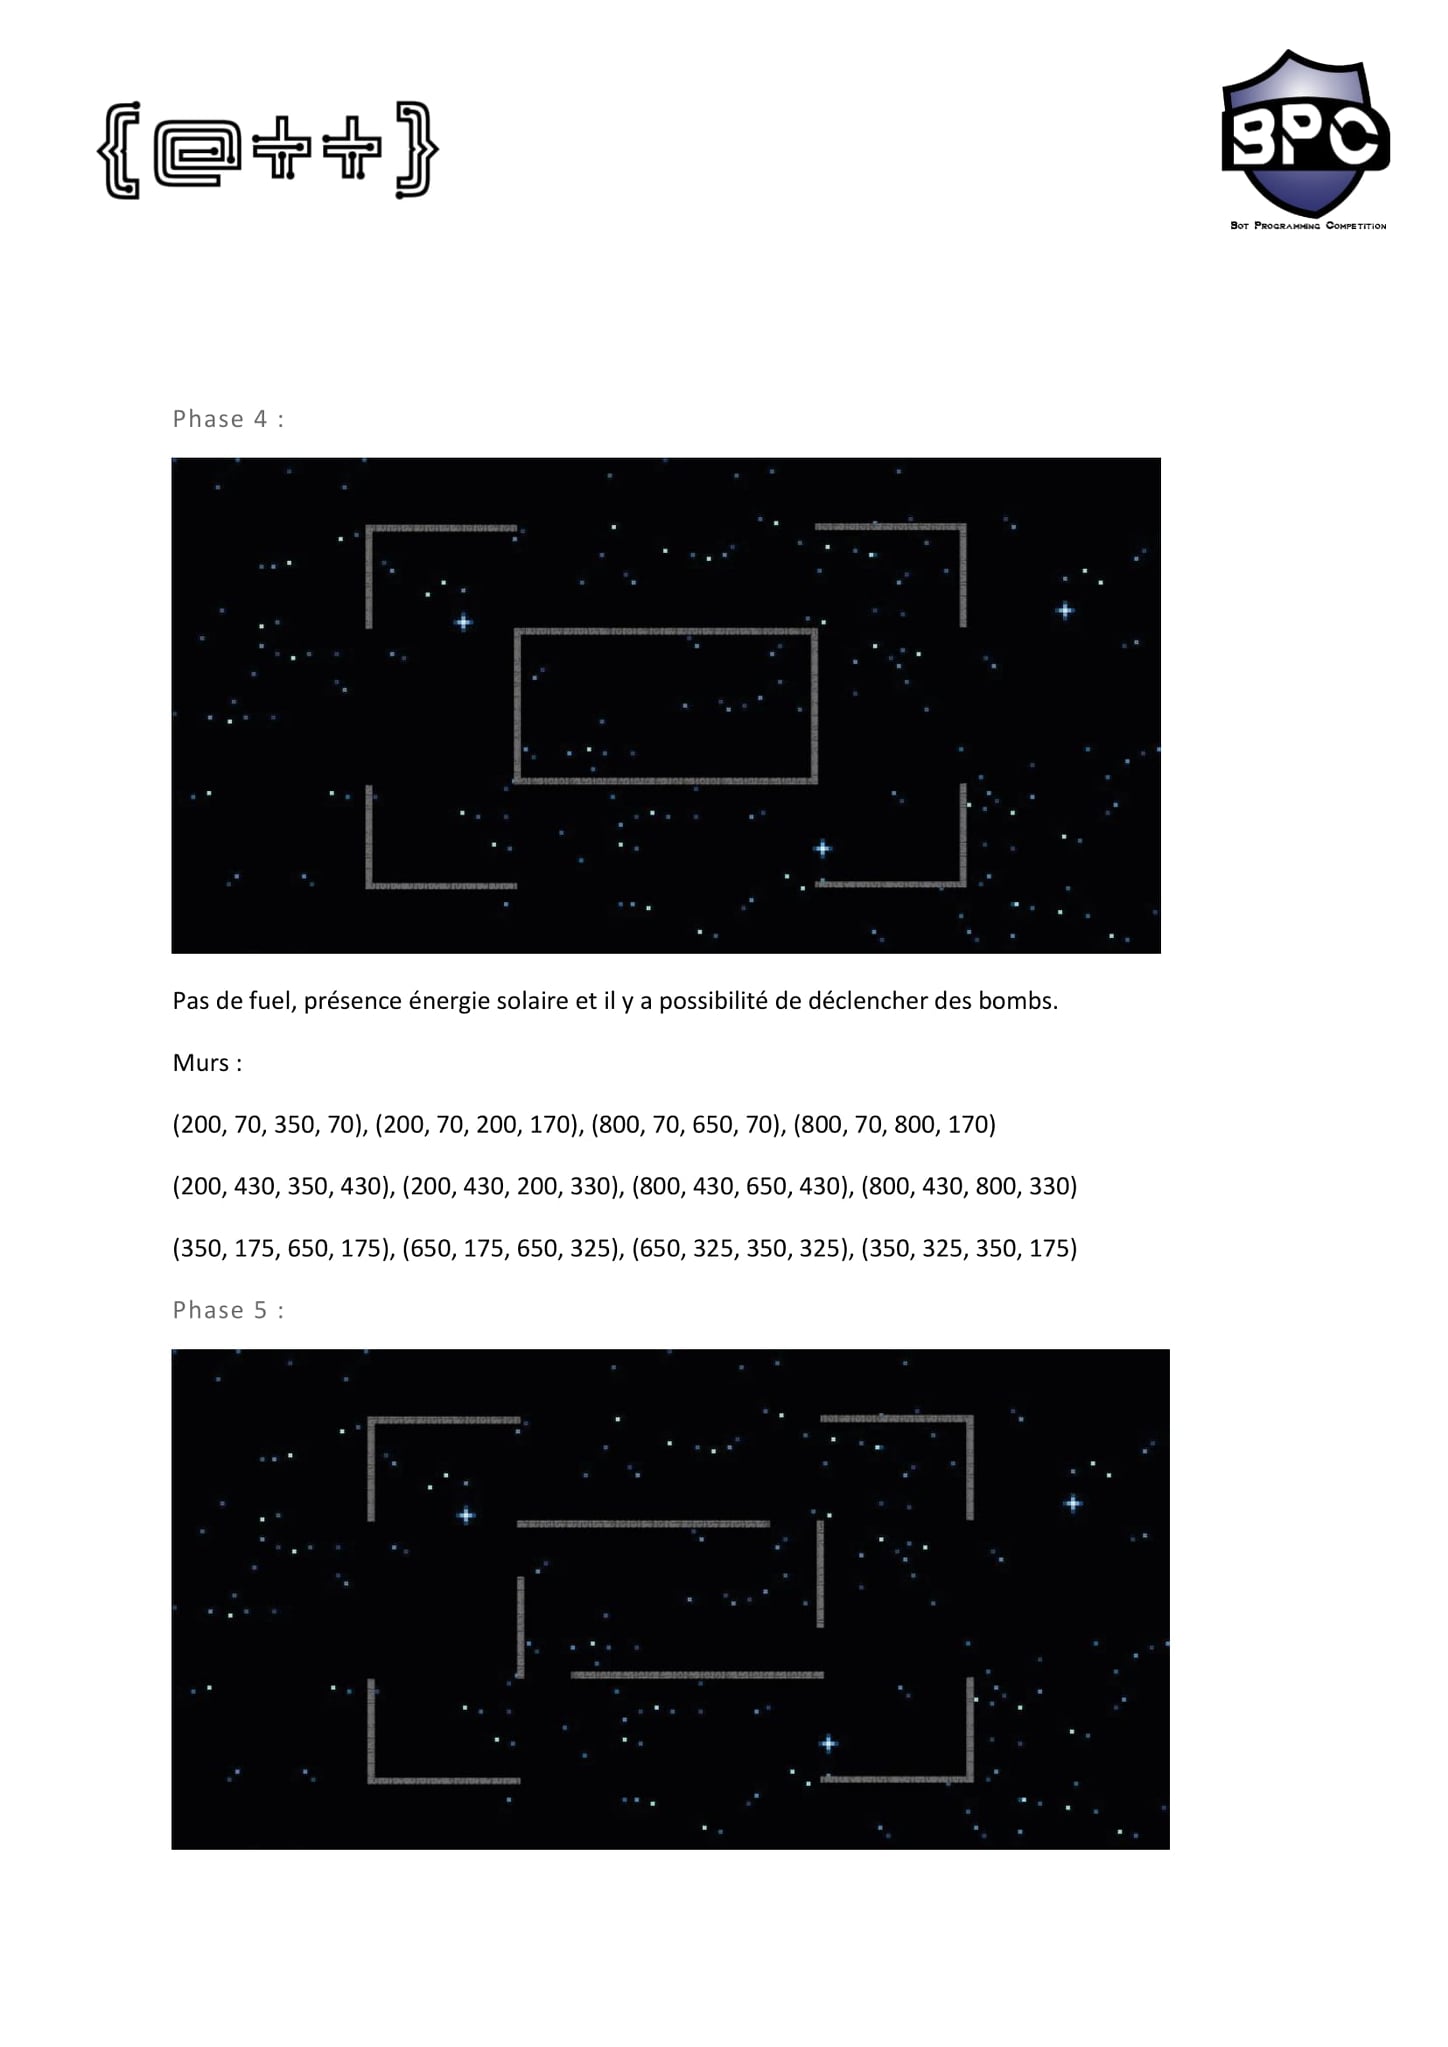 {@++}
BPC
Bot Programming Competition
Phase 4 :
Pas de fuel, présence énergie solaire et il y a possibilité de déclencher des bombs.
Murs :
(200, 70, 350, 70), (200, 70, 200, 170), (800, 70, 650, 70), (800, 70, 800, 170)
(200, 430, 350, 430), (200, 430, 200, 330), (800, 430, 650, 430), (800, 430, 800, 330)
(350, 175, 650, 175), (650, 175, 650, 325), (650, 325, 350, 325), (350, 325, 350, 175)
Phase 5 :